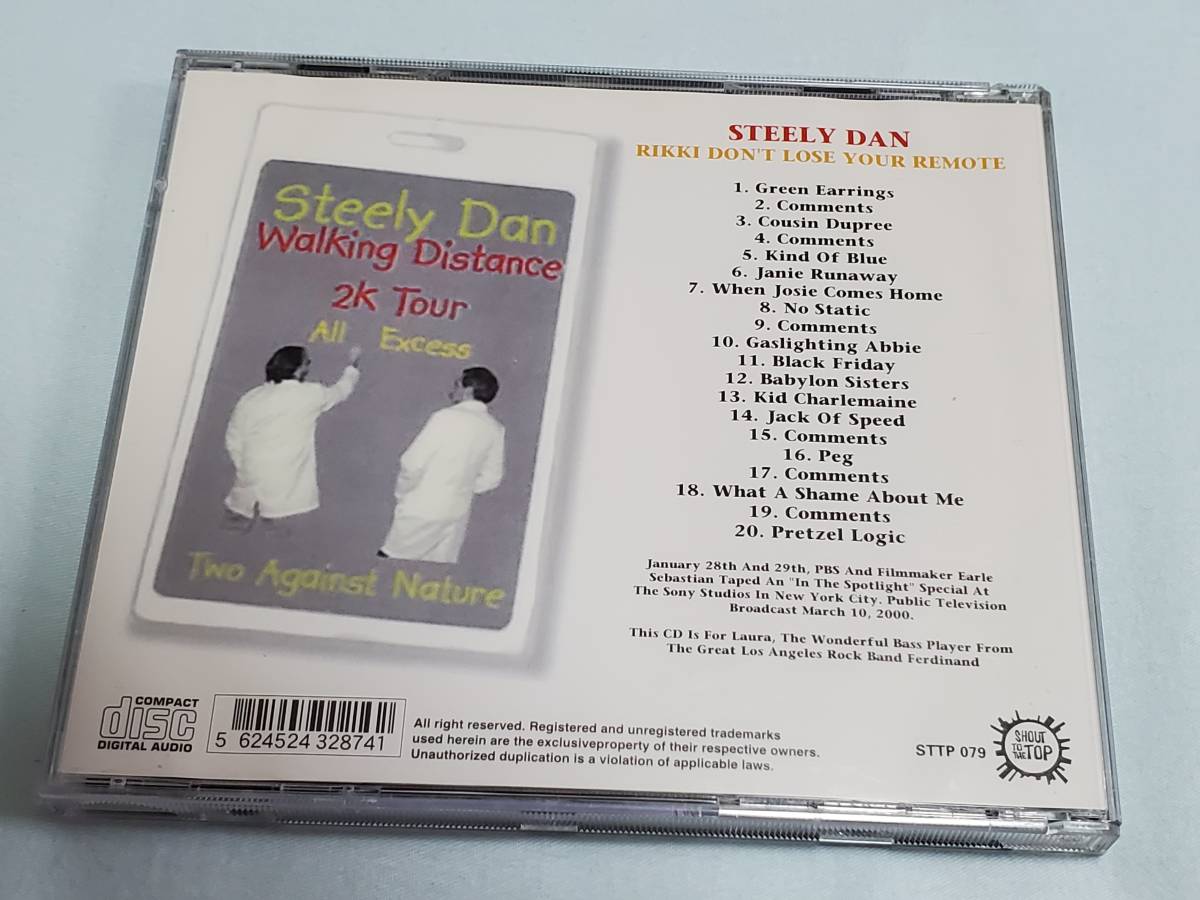 Steely Dan
Walking Distance
2K Tour
All Excess
Two Against Nature
STEELY DAN
RIKKI DON'T LOSE YOUR REMOTE
1. Green Earrings
2. Comments
3. Cousin Dupree
4. Comments
5. Kind Of Blue
6. Janie Runaway
7. When Josie Comes Home
8. No Static
9. Comments
10. Gaslighting Abbie
11. Black Friday
12. Babylon Sisters
13. Kid Charlemaine
14. Jack Of Speed
15. Comments
16. Peg
17. Comments
18. What A Shame About Me
19. Comments
20. Pretzel Logic
January 28th And 29th, PBS And Filmmaker Earle
Sebastian Taped An "In The Spotlight" Special At
The Sony Studios In New York City. Public Television
Broadcast March 10, 2000.
This CD Is For Laura, The Wonderful Bass Player From
The Great Los Angeles Rock Band Ferdinand
COMPACT
disc
DIGITAL AUDIO
5 624524 328741
All right reserved. Registered and unregistered trademarks
used herein are the exclusiveproperty of their respective owners.
Unauthorized duplication is a violation of applicable laws.
STTP 079
SHOUT
TO THE TOP